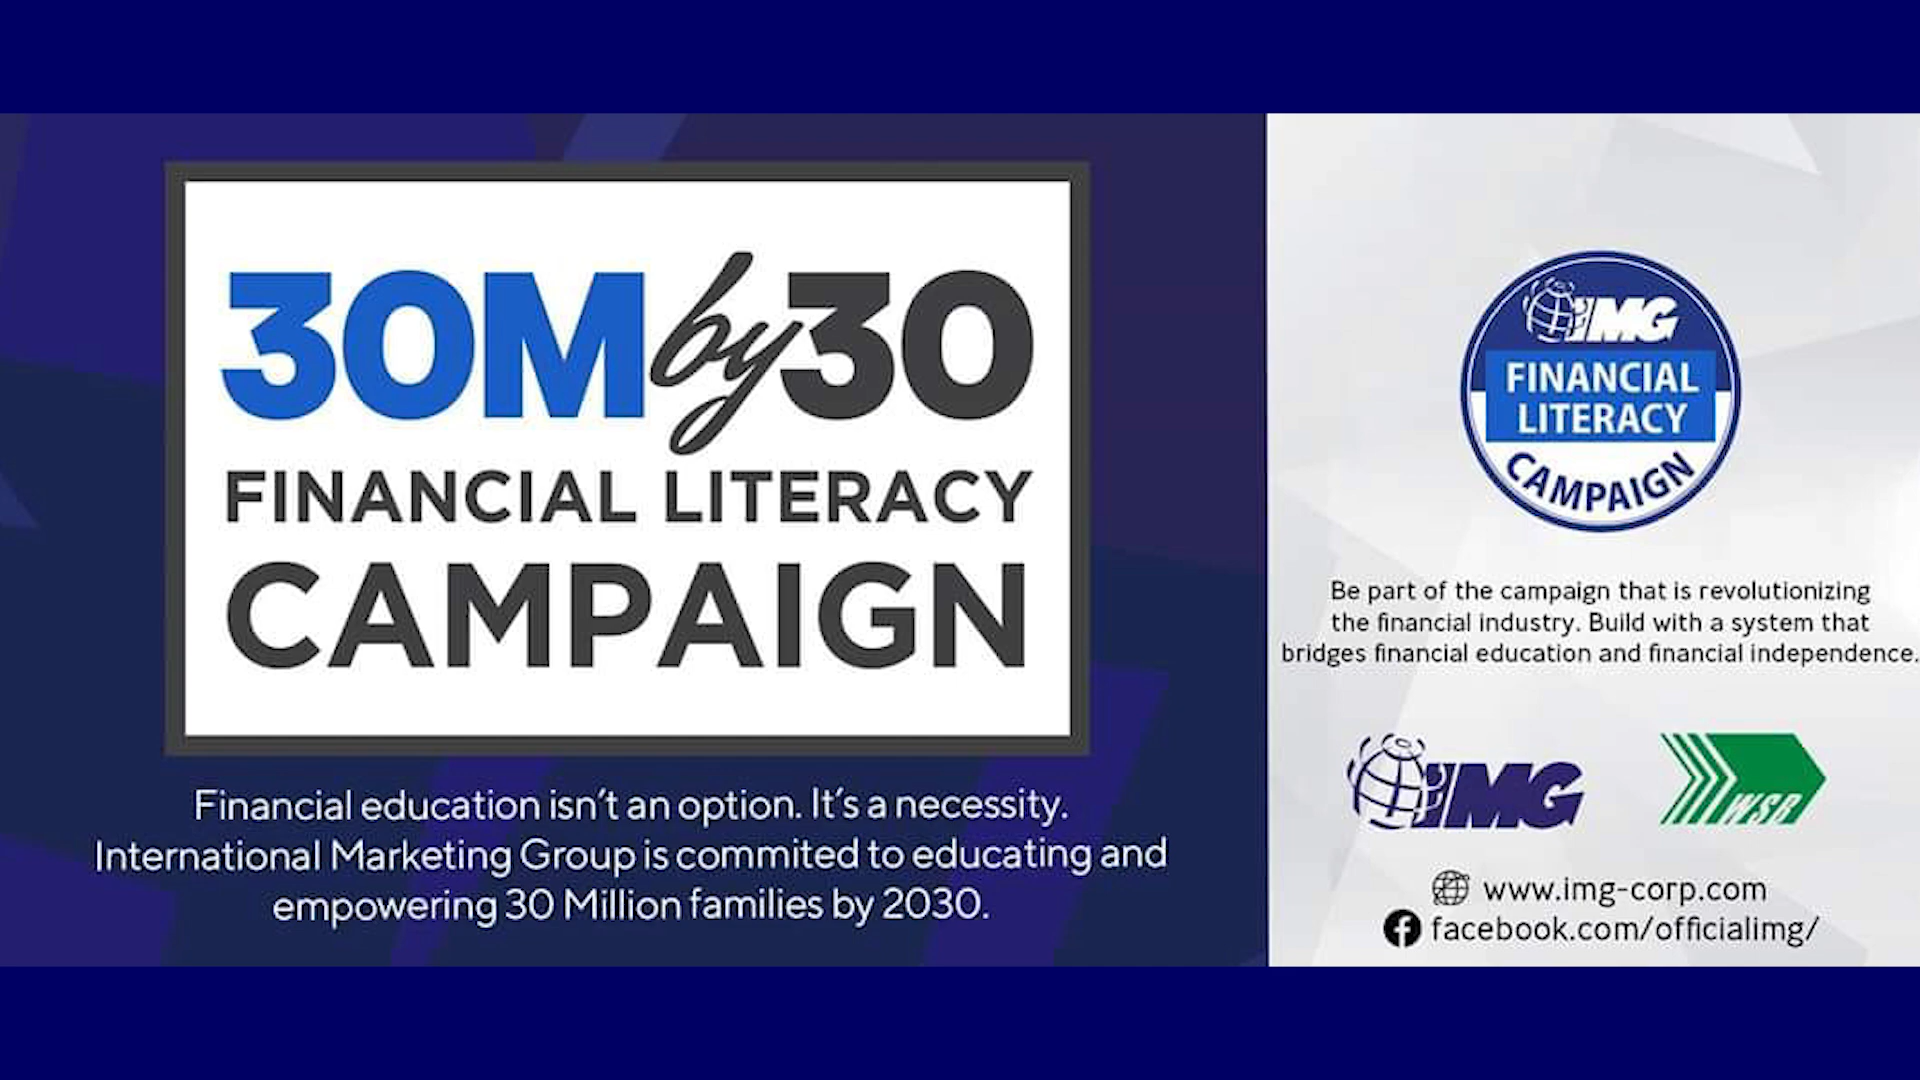 30M by 30
FINANCIAL LITERACY
CAMPAIGN
Financial education isn't an option. It's a necessity.
International Marketing Group is commited to educating and
empowering 30 Million families by 2030.
IMG
FINANCIAL
LITERACY
CAMPAIGN
Be part of the campaign that is revolutionizing
the financial industry. Build with a system that
bridges financial education and financial independence.
IMG
WSB
www.img-corp.com
facebook.com/officialimg/